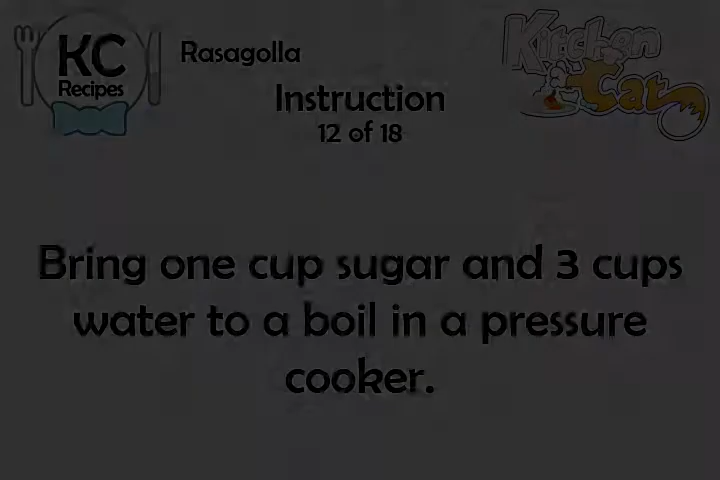 KC
Recipes
Rasagolla
Kitchen
Cat
Instruction
12 of 18
Bring one cup sugar and 3 cups
water to a boil in a pressure
cooker.